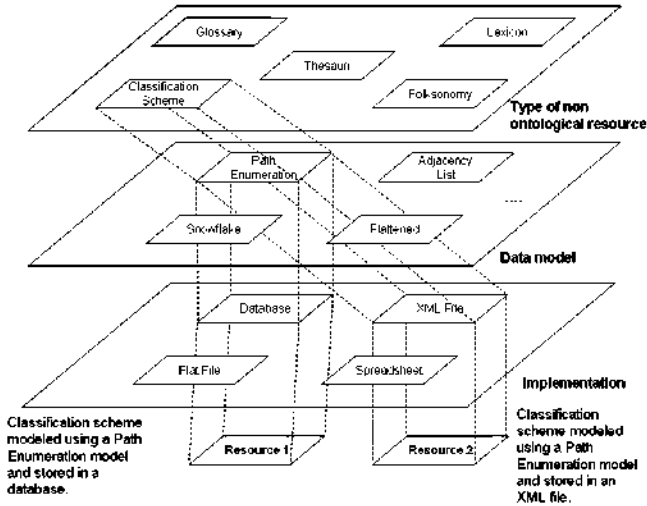 Glossary
Lexicon
Thesauri
Classification
Scheme
Folksonomy
Type of non
ontological resource
Path
Enumeration
Adjacency
List
....
Snowflake
Flattened
Data model
Database
XML File
Flat File
Spreadsheet
Implementation
Classification scheme
modeled using a Path
Enumeration model
and stored in a
database.
Resource 1
Resource 2
Classification
scheme modeled
using a Path
Enumeration model
and stored in an
XML file.